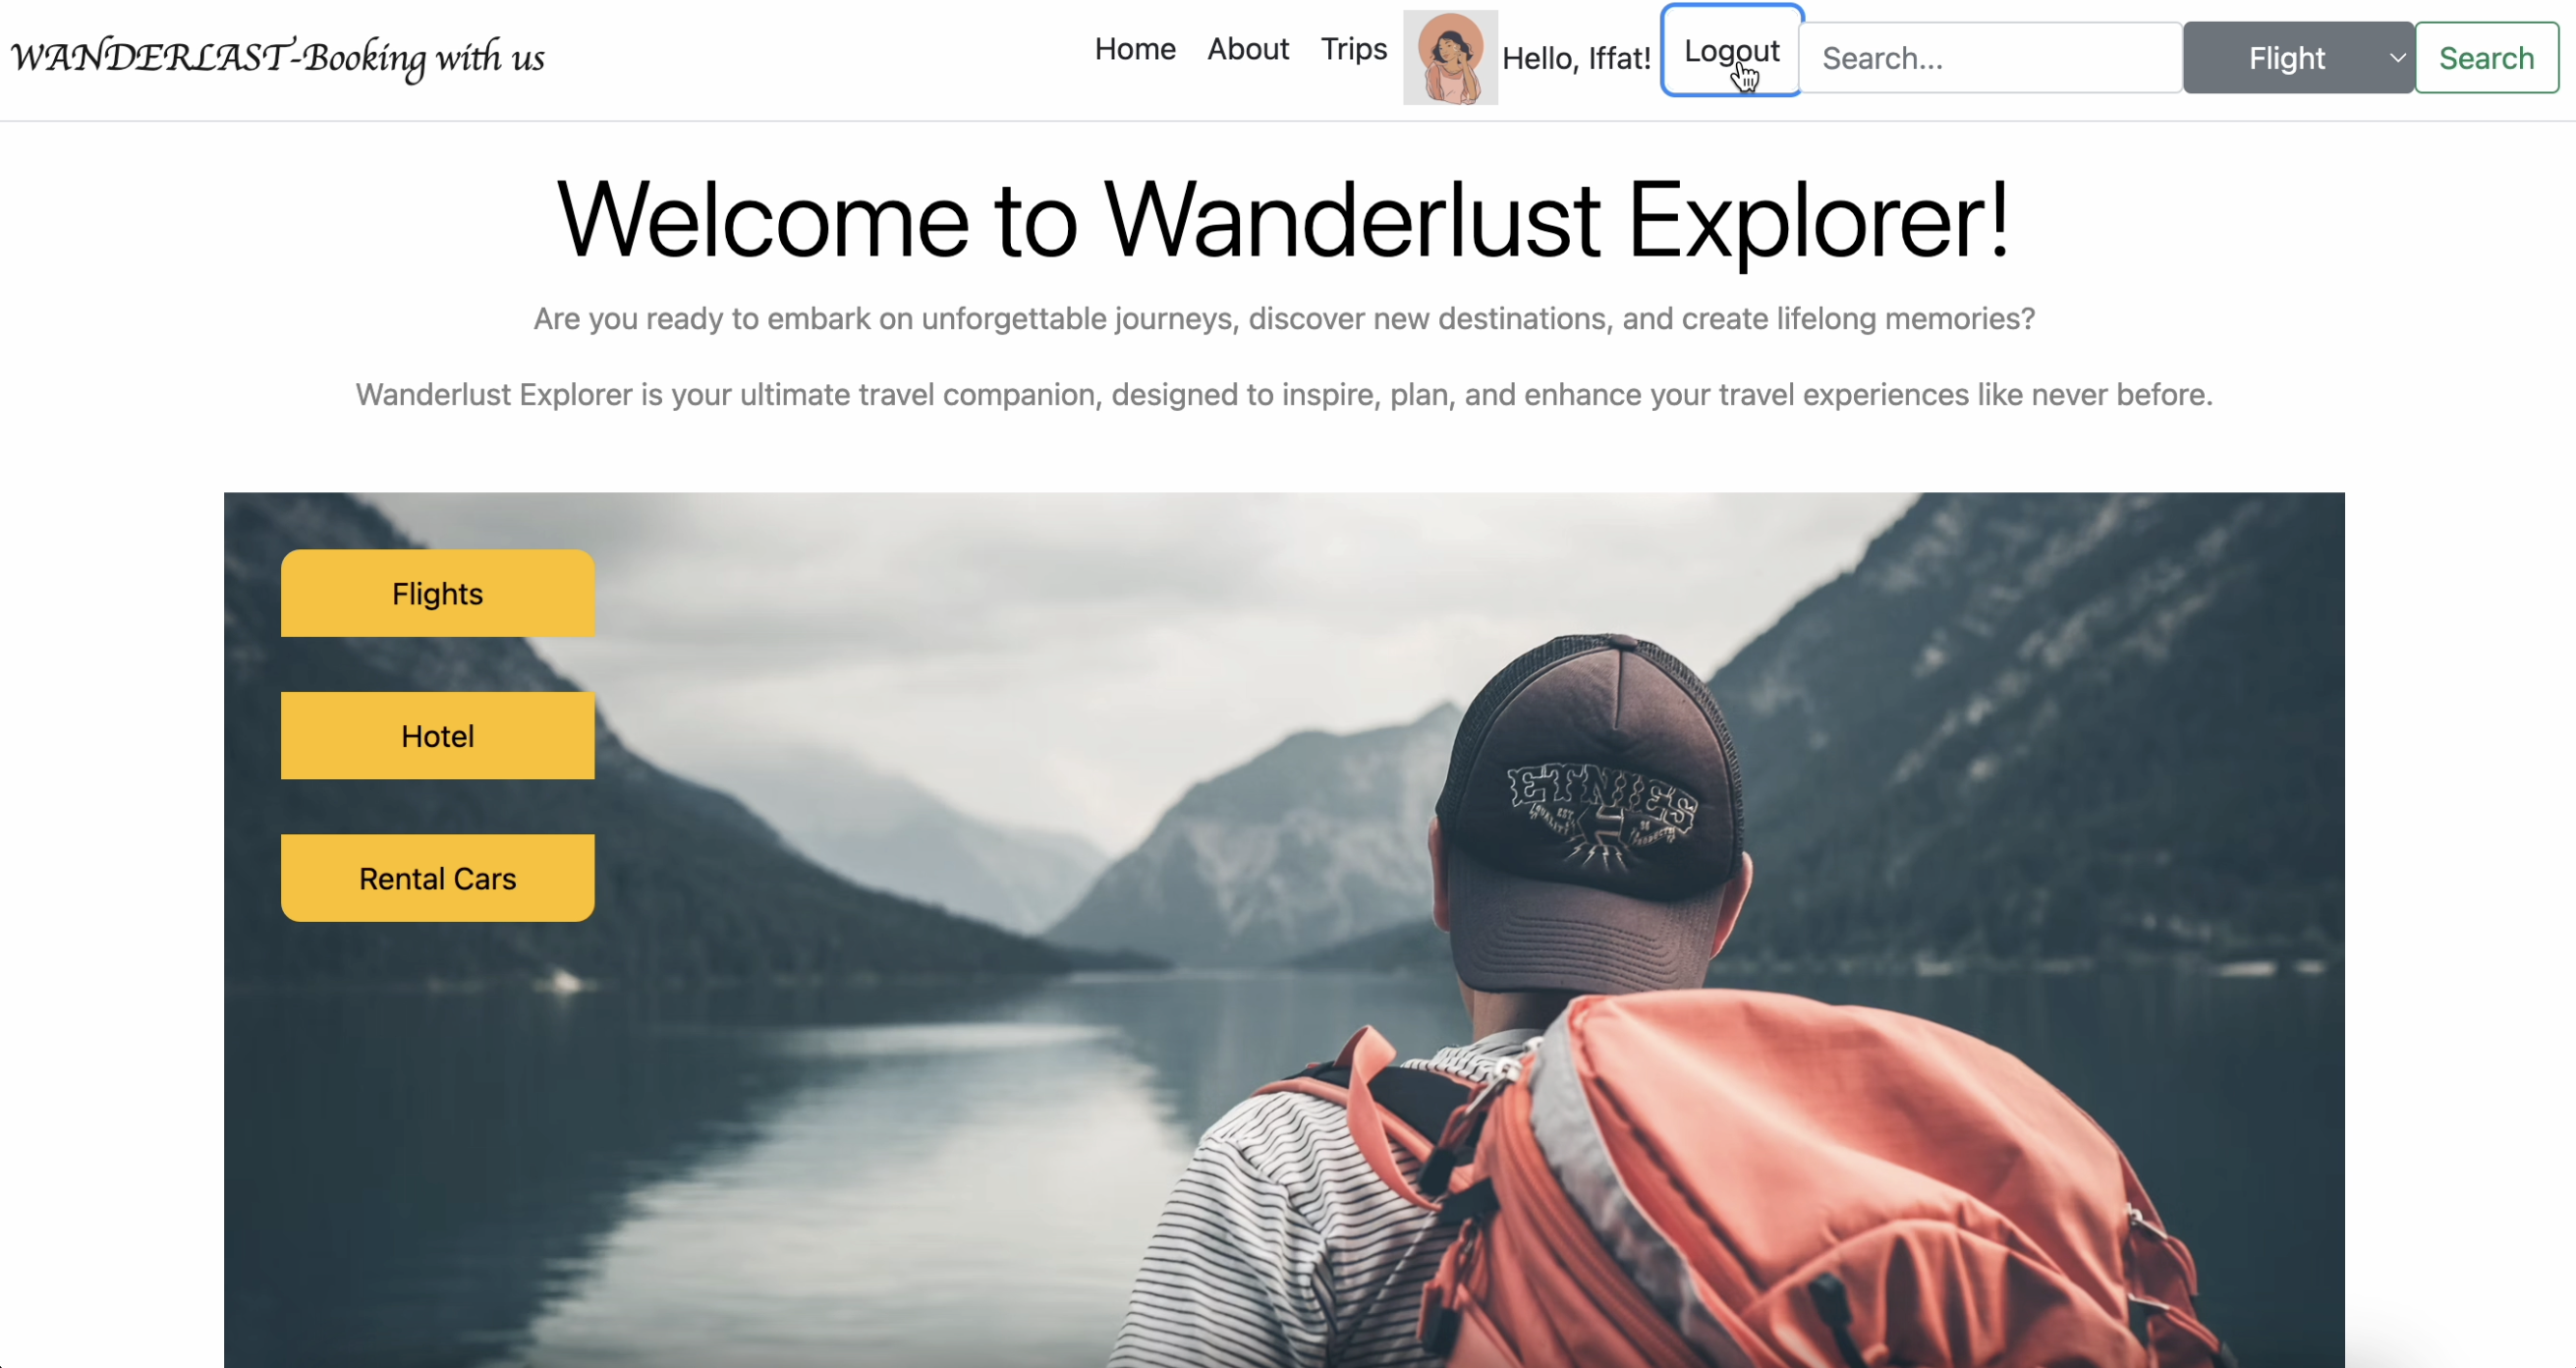 WANDERLAST-Booking with us
Home About Trips Hello, Iffat! Logout Search... Flight Search
Welcome to Wanderlust Explorer!
Are you ready to embark on unforgettable journeys, discover new destinations, and create lifelong memories?
Wanderlust Explorer is your ultimate travel companion, designed to inspire, plan, and enhance your travel experiences like never before.
Flights
Hotel
Rental Cars
ETNIES
EST.
QUALITY